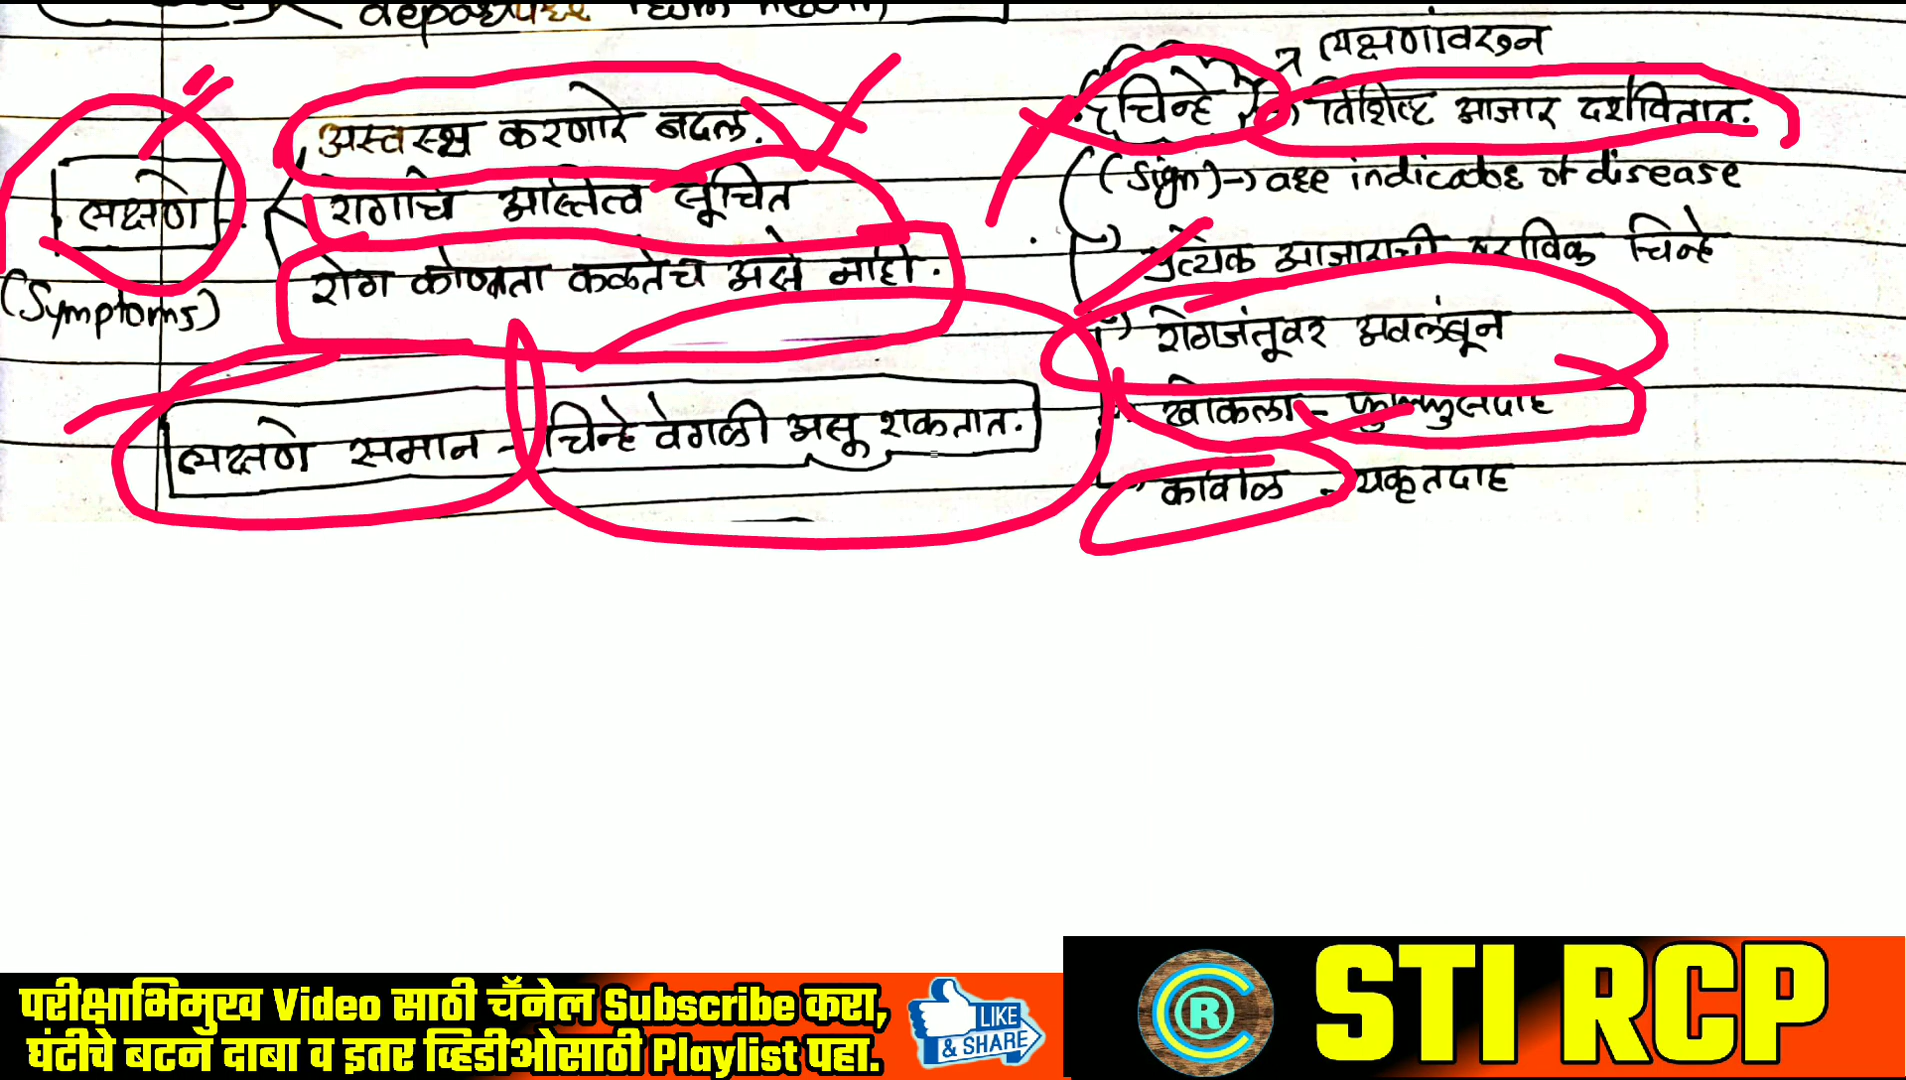 लक्षणे
(Symptoms)
अस्वस्थ करणारे बदल.
रोगाचे अस्तित्व सूचित
रोग कोणता कळतेच असे नाही.
लक्षणे समान - चिन्हे वेगळी असू शकतात.
लक्षणांवरून
चिन्हे विशिष्ट आजार दर्शवितात.
(Sign) → are indicator of disease
प्रत्येक आजाराची चिन्हे
रोगजंतूवर अवलंबून
खोकला - फुफ्फुसदाह
कावीळ - यकृतदाह
परीक्षाभिमुख Video साठी चॅनेल Subscribe करा,
घंटीचे बटन दाबा व इतर व्हिडीओसाठी Playlist पहा.
LIKE
& SHARE
R
STI RCP